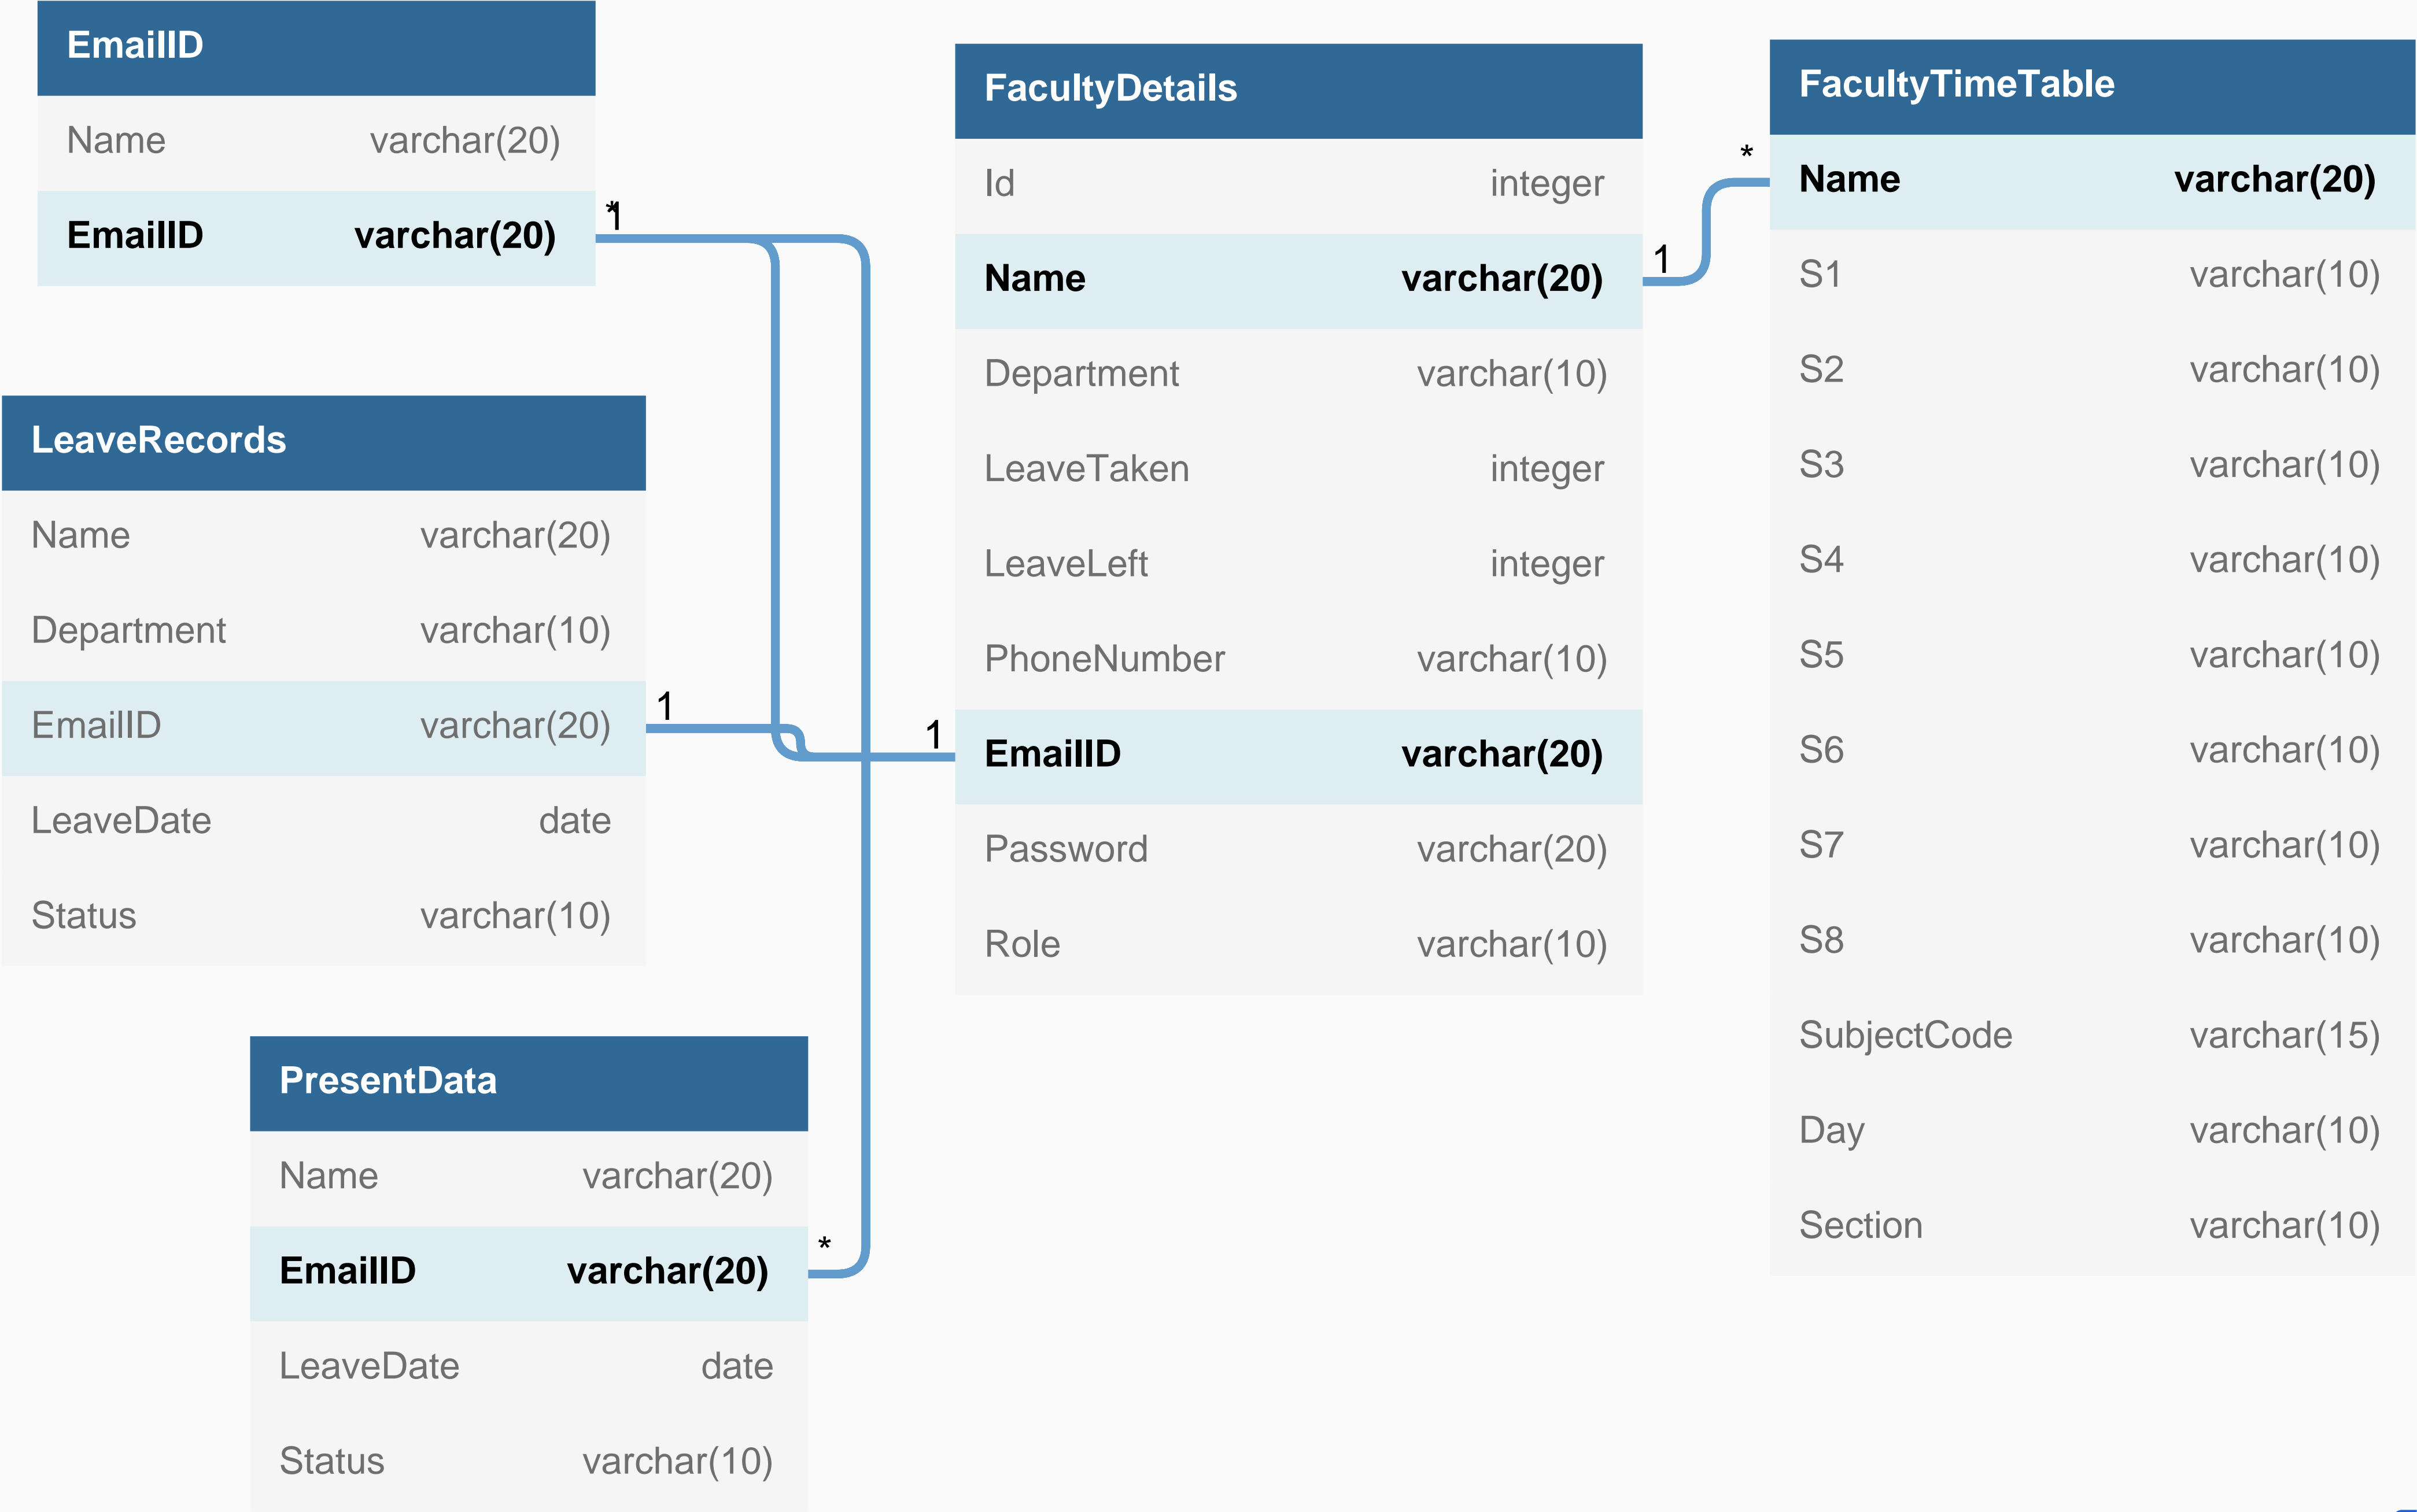 EmailID
Name varchar(20)
EmailID varchar(20)
*
1
LeaveRecords
Name varchar(20)
Department varchar(10)
EmailID varchar(20)
1
LeaveDate date
Status varchar(10)
PresentData
Name varchar(20)
EmailID varchar(20)
*
LeaveDate date
Status varchar(10)
FacultyDetails
Id integer
Name varchar(20)
1
Department varchar(10)
LeaveTaken integer
LeaveLeft integer
PhoneNumber varchar(10)
1
EmailID varchar(20)
Password varchar(20)
Role varchar(10)
FacultyTimeTable
*
Name varchar(20)
S1 varchar(10)
S2 varchar(10)
S3 varchar(10)
S4 varchar(10)
S5 varchar(10)
S6 varchar(10)
S7 varchar(10)
S8 varchar(10)
SubjectCode varchar(15)
Day varchar(10)
Section varchar(10)